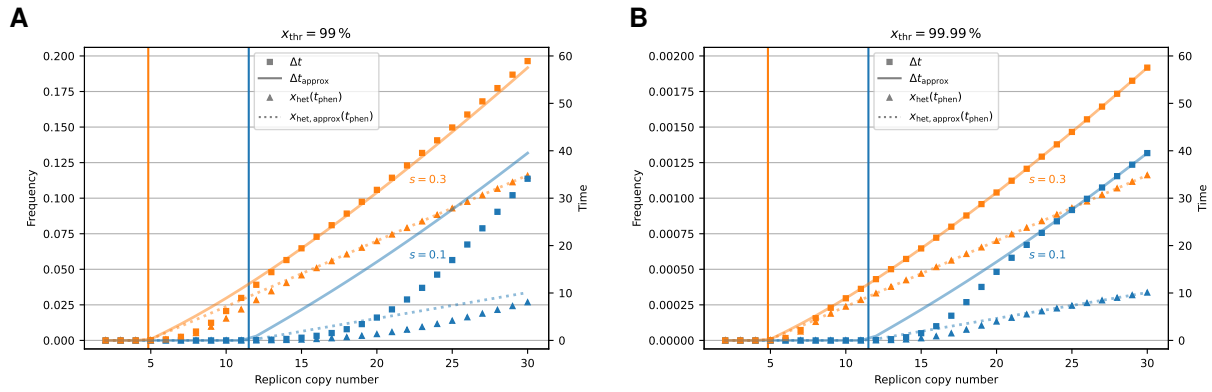 A
x_thr = 99 %
0.200
0.175
0.150
0.125
0.100
0.075
0.050
0.025
0.000
Frequency
60
50
40
30
20
10
0
Time
Δt
Δt_approx
x_het(t_phen)
x_het, approx(t_phen)
s = 0.3
s = 0.1
5 10 15 20 25 30
Replicon copy number
B
x_thr = 99.99 %
0.00200
0.00175
0.00150
0.00125
0.00100
0.00075
0.00050
0.00025
0.00000
Frequency
60
50
40
30
20
10
0
Time
Δt
Δt_approx
x_het(t_phen)
x_het, approx(t_phen)
s = 0.3
s = 0.1
5 10 15 20 25 30
Replicon copy number